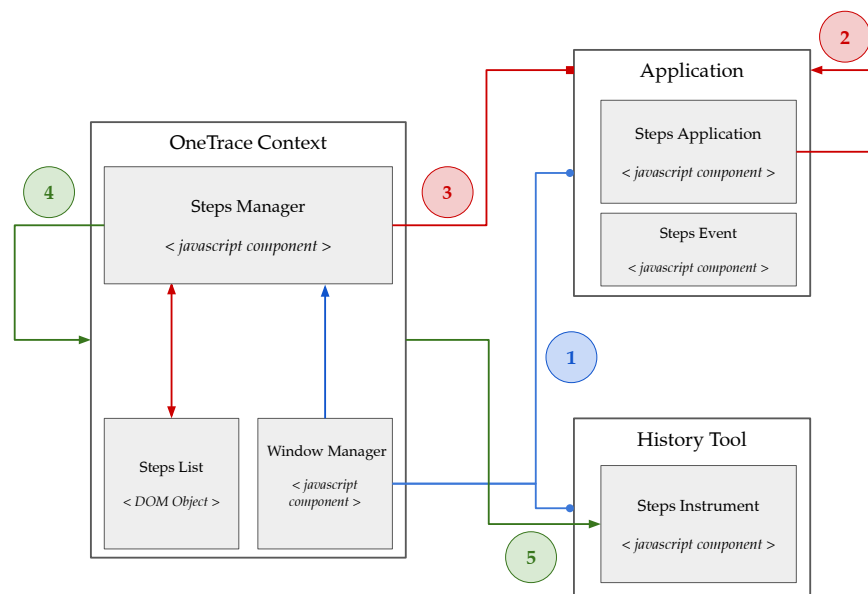 2
Application
Steps Application
< javascript component >
Steps Event
< javascript component >
OneTrace Context
4
3
Steps Manager
< javascript component >
1
Steps List
< DOM Object >
Window Manager
< javascript
component >
History Tool
Steps Instrument
< javascript component >
5